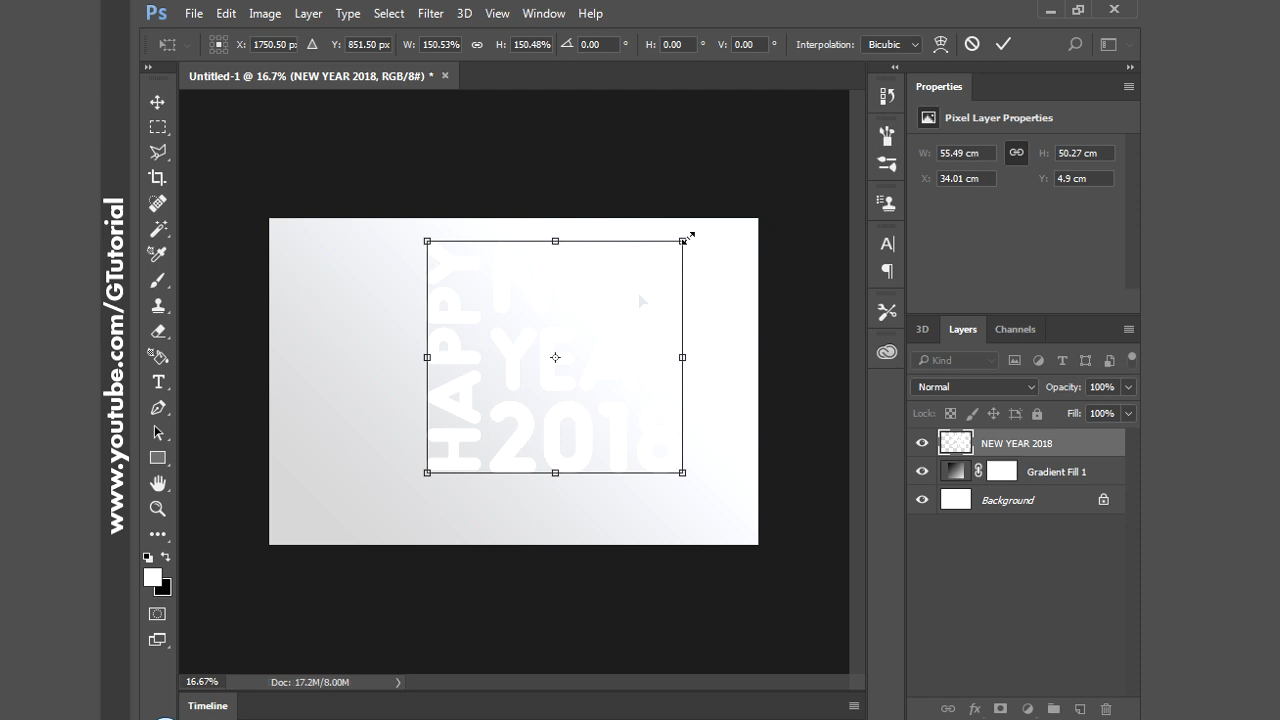 Ps File Edit Image Layer Type Select Filter 3D View Window Help
X: 1750.50 px Y: 851.50 px W: 150.53% H: 150.48% 0.00 ° H: 0.00 ° V: 0.00 ° Interpolation: Bicubic
Untitled-1 @ 16.7% (NEW YEAR 2018, RGB/8#) *
www.youtube.com/GTutorial
HAPPY
YEA
2018
16.67% Doc: 17.2M/8.00M
Timeline
Properties
Pixel Layer Properties
W: 55.49 cm H: 50.27 cm
X: 34.01 cm Y: 4.9 cm
3D Layers Channels
Kind
Normal Opacity: 100%
Lock: Fill: 100%
NEW YEAR 2018
Gradient Fill 1
Background
fx